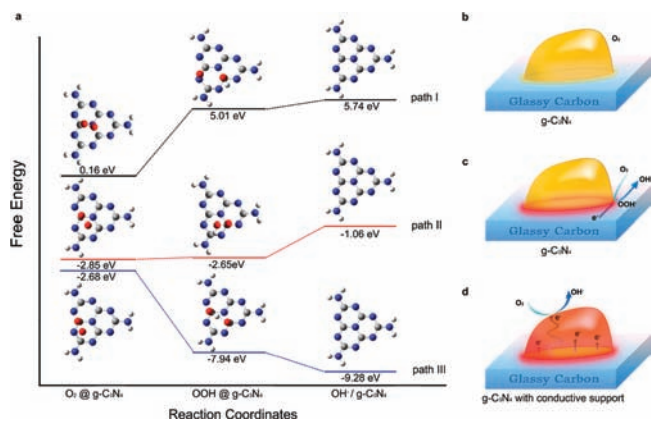 a
Free Energy
0.16 eV
5.01 eV
5.74 eV
path I
-2.85 eV
-2.65eV
-1.06 eV
path II
-2.68 eV
-7.94 eV
-9.28 eV
path III
O₂ @ g-C₃N₄
OOH @ g-C₃N₄
OH⁻/ g-C₃N₄
Reaction Coordinates
b
O₂
Glassy Carbon
g-C₃N₄
c
O₂
OH⁻
OOH⁻
e⁻
Glassy Carbon
g-C₃N₄
d
O₂
OH⁻
e⁻
e⁻
e⁻
e⁻
Glassy Carbon
g-C₃N₄ with conductive support